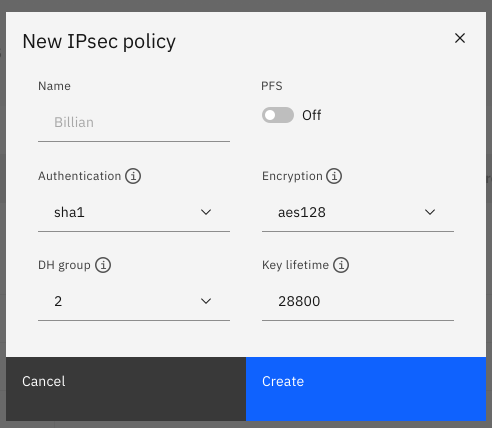 New IPsec policy
Name
PFS
Billian
Off
Authentication
Encryption
sha1
aes128
DH group
Key lifetime
2
28800
Cancel
Create